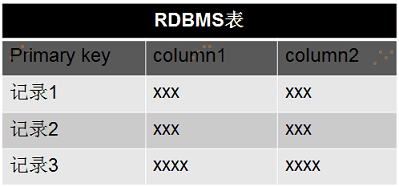 RDBMS表
Primary key column1 column2
记录1 xxx xxx
记录2 xxx xxx
记录3 xxxx xxxx